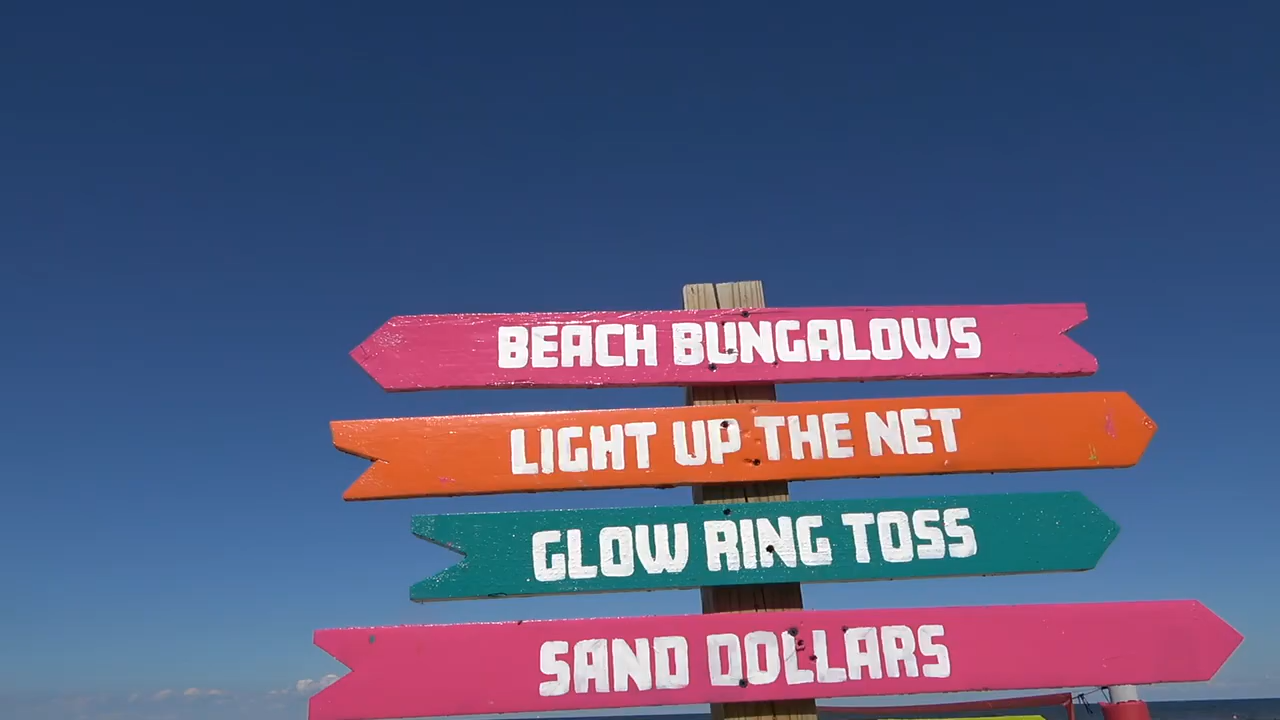 BEACH BUNGALOWS
LIGHT UP THE NET
GLOW RING TOSS
SAND DOLLARS